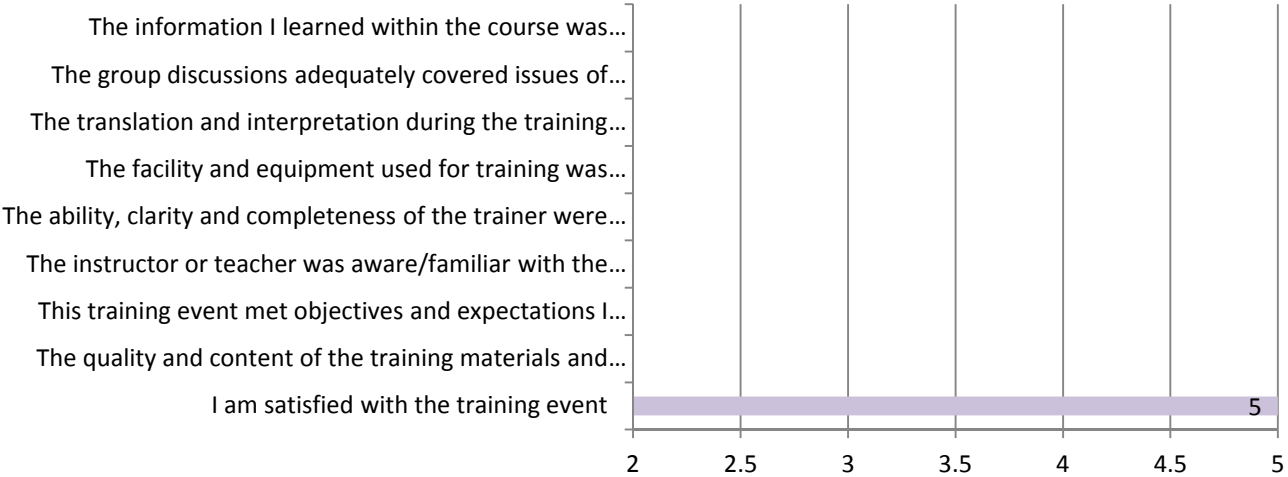 The information I learned within the course was…
The group discussions adequately covered issues of…
The translation and interpretation during the training…
The facility and equipment used for training was…
The ability, clarity and completeness of the trainer were…
The instructor or teacher was aware/familiar with the…
This training event met objectives and expectations I…
The quality and content of the training materials and…
I am satisfied with the training event
5
2 2.5 3 3.5 4 4.5 5